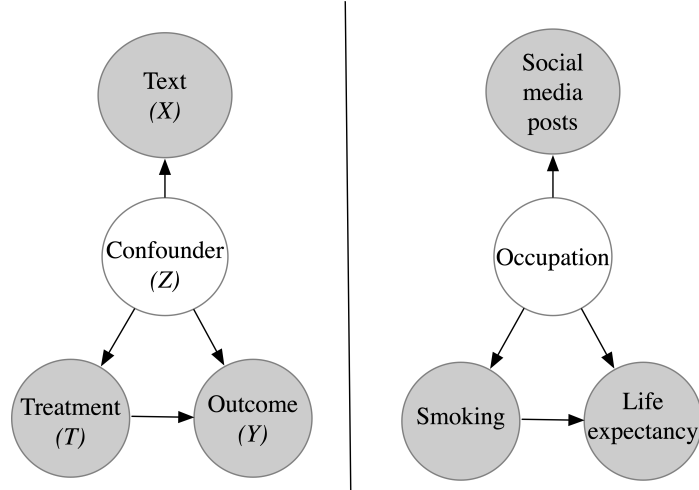 Text
(X)
Confounder
(Z)
Treatment
(T)
Outcome
(Y)
Social
media
posts
Occupation
Smoking
Life
expectancy